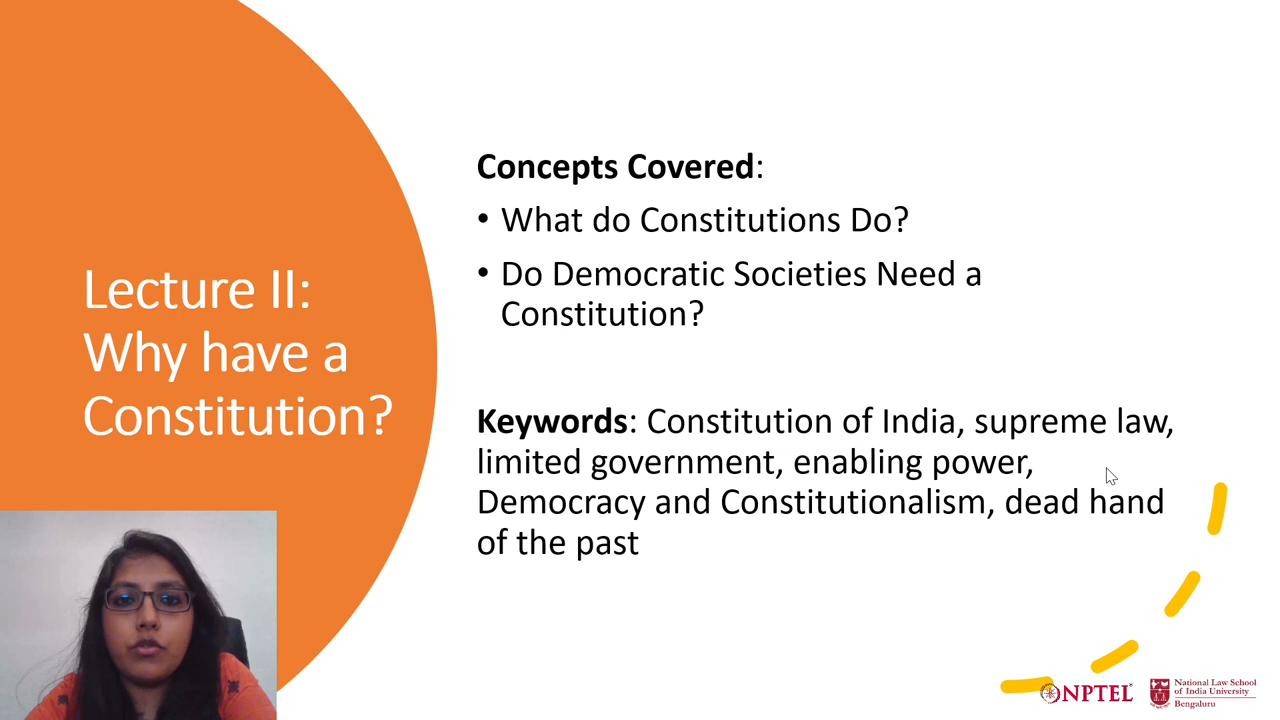 Lecture II:
Why have a
Constitution?
Concepts Covered:
• What do Constitutions Do?
• Do Democratic Societies Need a
Constitution?
Keywords: Constitution of India, supreme law,
limited government, enabling power,
Democracy and Constitutionalism, dead hand
of the past
NPTEL
National Law School
of India University
Bengaluru